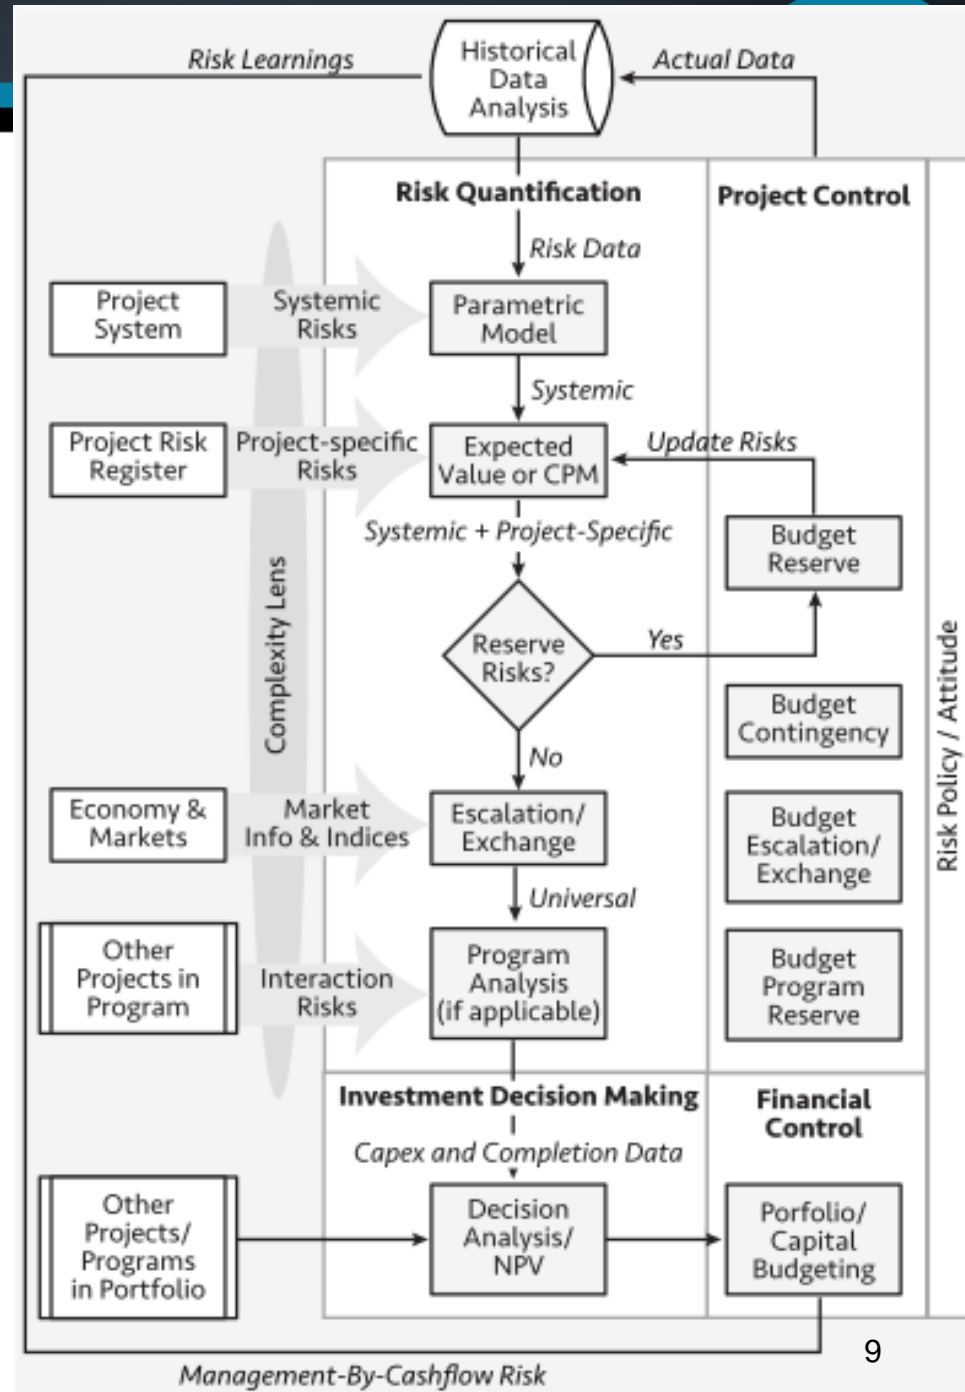 Risk Learnings
Historical
Data
Analysis
Actual Data
Risk Quantification
Project Control
Risk Data
Project
System
Systemic
Risks
Parametric
Model
Systemic
Project Risk
Register
Project-specific
Risks
Expected
Value or CPM
Update Risks
Systemic + Project-Specific
Budget
Reserve
Complexity Lens
Reserve
Risks?
Yes
Risk Policy / Attitude
Budget
Contingency
No
Economy &
Markets
Market
Info & Indices
Escalation/
Exchange
Budget
Escalation/
Exchange
Universal
Other
Projects in
Program
Interaction
Risks
Program
Analysis
(if applicable)
Budget
Program
Reserve
Investment Decision Making
Financial
Control
Capex and Completion Data
Other
Projects/
Programs
in Portfolio
Decision
Analysis/
NPV
Porfolio/
Capital
Budgeting
9
Management-By-Cashflow Risk